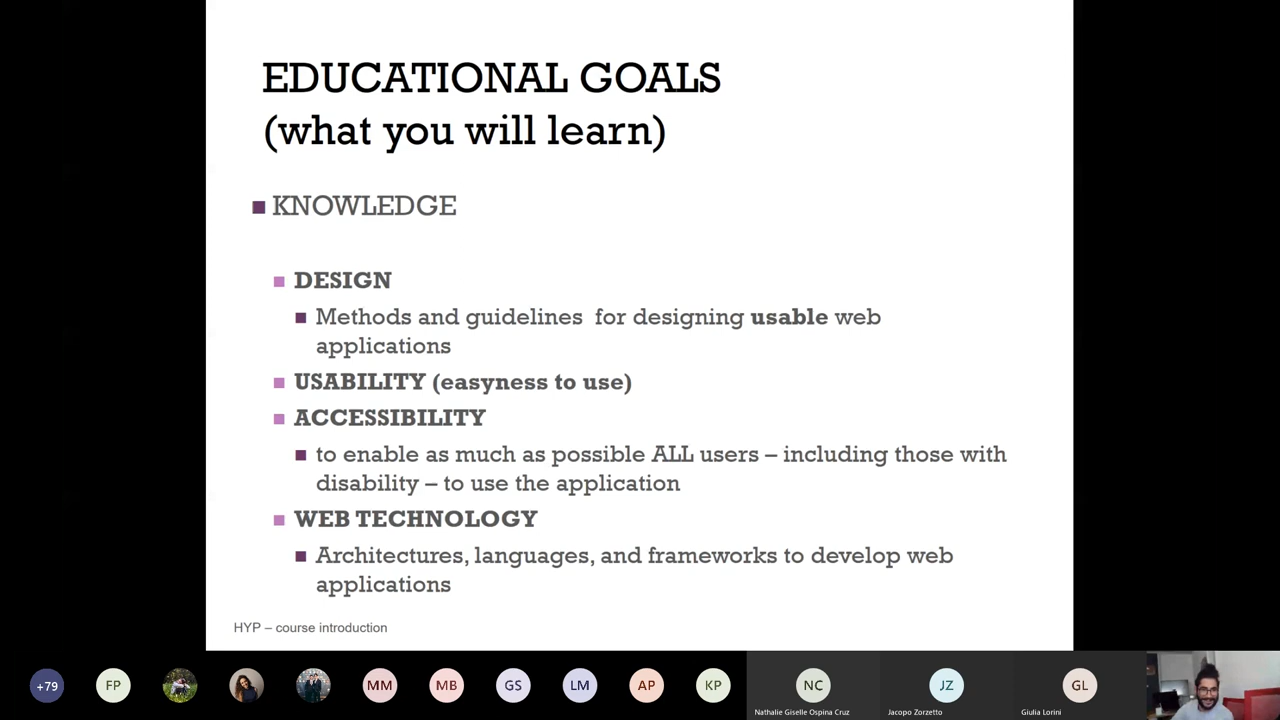 EDUCATIONAL GOALS
(what you will learn)
KNOWLEDGE
DESIGN
Methods and guidelines for designing usable web
applications
USABILITY (easyness to use)
ACCESSIBILITY
to enable as much as possible ALL users – including those with
disability – to use the application
WEB TECHNOLOGY
Architectures, languages, and frameworks to develop web
applications
HYP – course introduction
+79
FP
MM
MB
GS
LM
AP
KP
NC
JZ
GL
Nathalie Giselle Ospina Cruz
Jacopo Zorzetto
Giulia Lorini